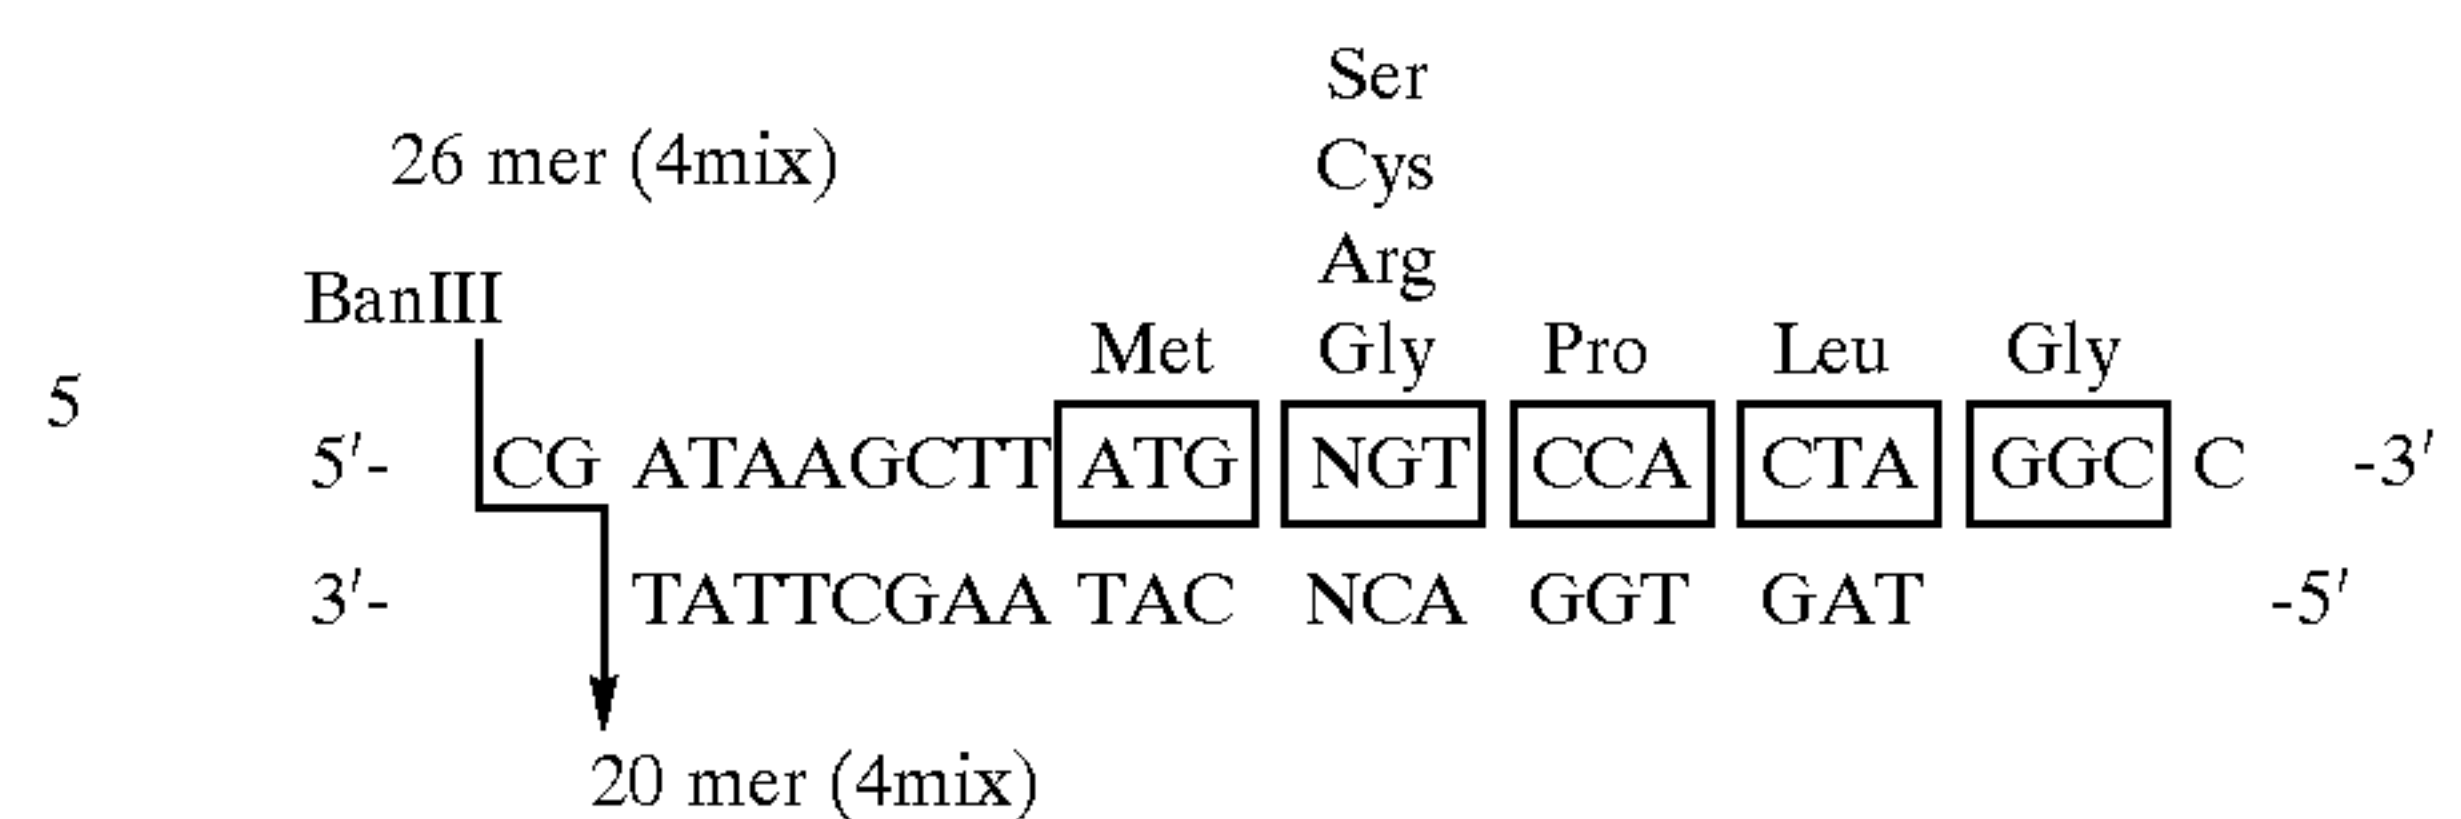 Ser
26 mer (4mix)
Cys
Arg
BanIII
Met Gly Pro Leu Gly
5
5′- CG ATAAGCTT ATG NGT CCA CTA GGC C -3′
3′- TATTCGAA TAC NCA GGT GAT -5′
20 mer (4mix)